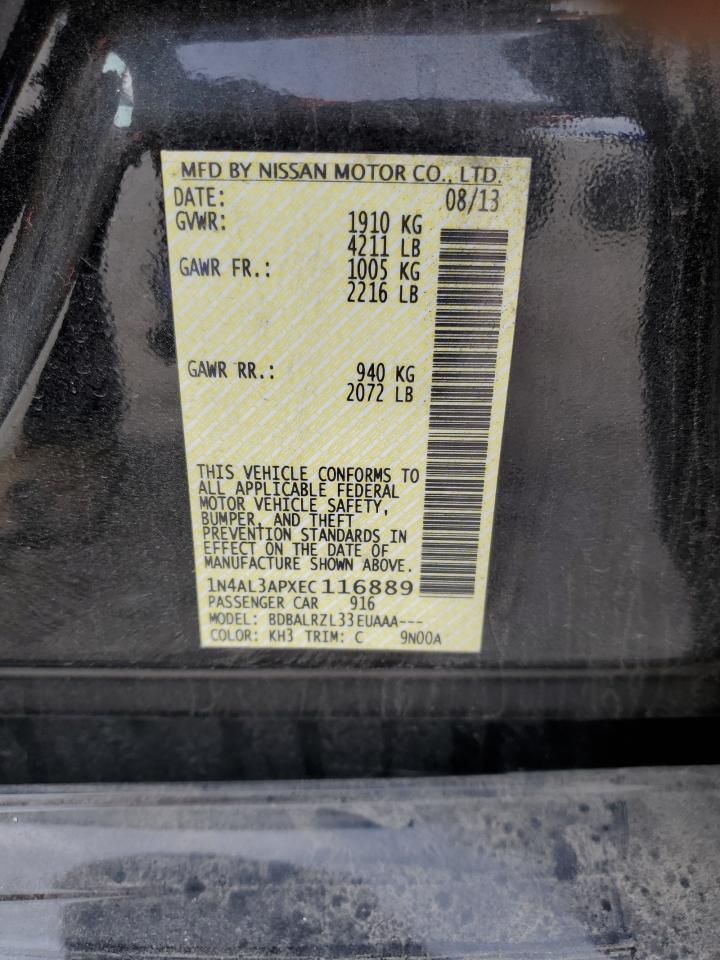 MFD BY NISSAN MOTOR CO., LTD.
DATE: 08/13
GVWR: 1910 KG
4211 LB
GAWR FR.: 1005 KG
2216 LB
GAWR RR.: 940 KG
2072 LB
THIS VEHICLE CONFORMS TO
ALL APPLICABLE FEDERAL
MOTOR VEHICLE SAFETY,
BUMPER, AND THEFT
PREVENTION STANDARDS IN
EFFECT ON THE DATE OF
MANUFACTURE SHOWN ABOVE.
1N4AL3APXEC116889
PASSENGER CAR 916
MODEL: BDBALRZL33EUAAA---
COLOR: KH3 TRIM: C 9N00A